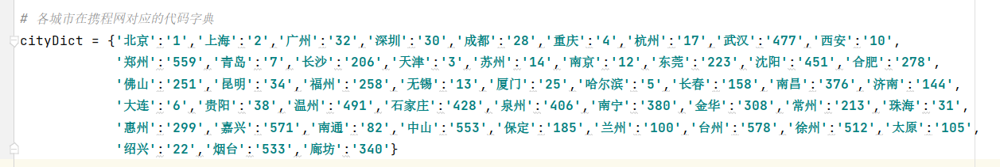 # 各城市在携程网对应的代码字典
cityDict = {'北京':'1','上海':'2','广州':'32','深圳':'30','成都':'28','重庆':'4','杭州':'17','武汉':'477','西安':'10',
'郑州':'559','青岛':'7','长沙':'206','天津':'3','苏州':'14','南京':'12','东莞':'223','沈阳':'451','合肥':'278',
'佛山':'251','昆明':'34','福州':'258','无锡':'13','厦门':'25','哈尔滨':'5','长春':'158','南昌':'376','济南':'144',
'大连':'6','贵阳':'38','温州':'491','石家庄':'428','泉州':'406','南宁':'380','金华':'308','常州':'213','珠海':'31',
'惠州':'299','嘉兴':'571','南通':'82','中山':'553','保定':'185','兰州':'100','台州':'578','徐州':'512','太原':'105',
'绍兴':'22','烟台':'533','廊坊':'340'}